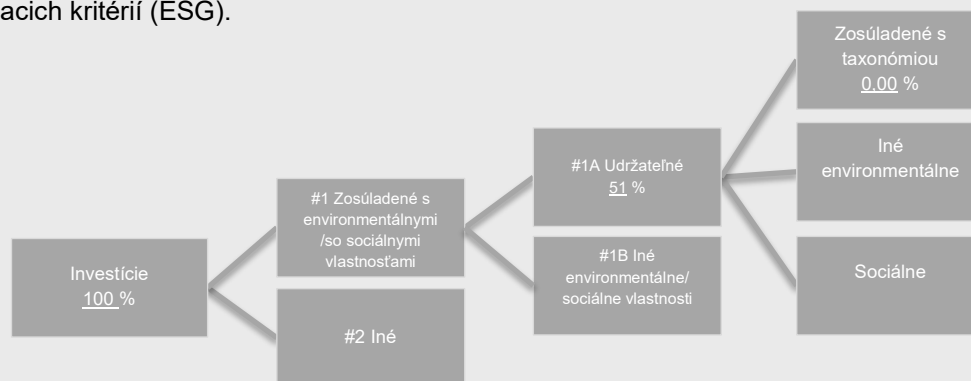 acich kritérií (ESG).
Investície
100 %
#1 Zosúladené s
environmentálnymi
/so sociálnymi
vlastnosťami
#2 Iné
#1A Udržateľné
51 %
#1B Iné
environmentálne/
sociálne vlastnosti
Zosúladené s
taxonómiou
0,00 %
Iné
environmentálne
Sociálne